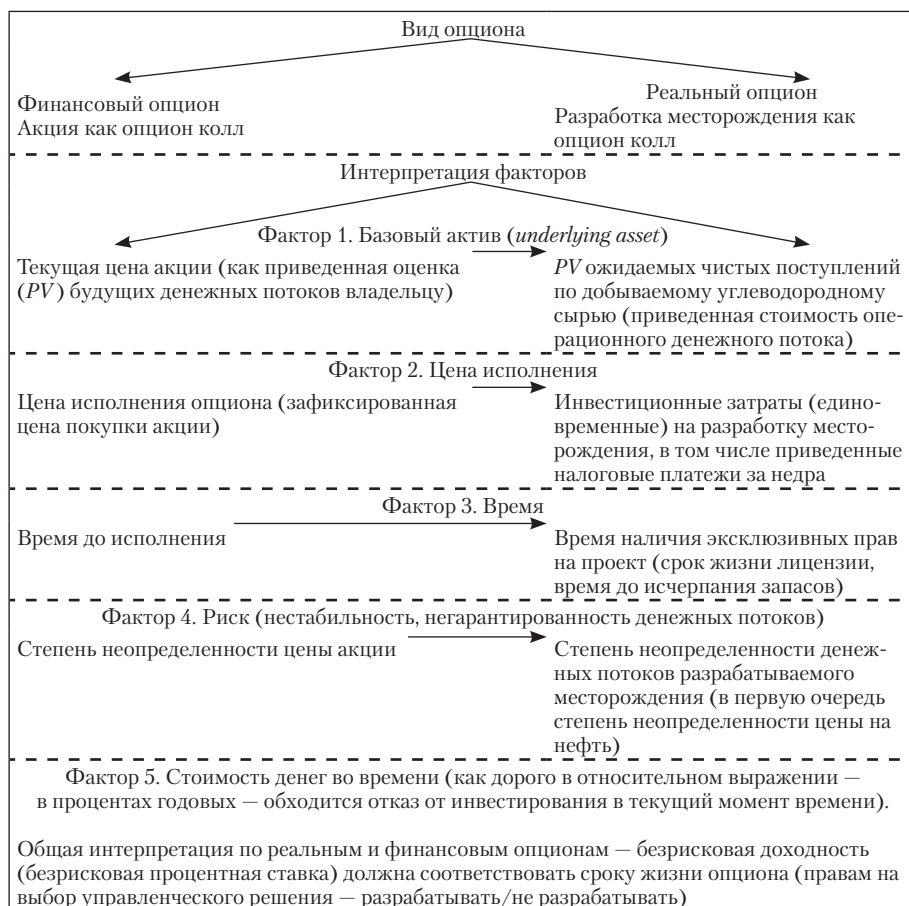 Вид опциона
Финансовый опцион
Акция как опцион колл
Реальный опцион
Разработка месторождения как
опцион колл
Интерпретация факторов
Фактор 1. Базовый актив (underlying asset)
Текущая цена акции (как приведенная оценка
(PV) будущих денежных потоков владельцу)
PV ожидаемых чистых поступлений
по добываемому углеводородному
сырью (приведенная стоимость опе-
рационного денежного потока)
Фактор 2. Цена исполнения
Цена исполнения опциона (зафиксированная
цена покупки акции)
Инвестиционные затраты (едино-
временные) на разработку место-
рождения, в том числе приведенные
налоговые платежи за недра
Фактор 3. Время
Время до исполнения
Время наличия эксклюзивных прав
на проект (срок жизни лицензии,
время до исчерпания запасов)
Фактор 4. Риск (нестабильность, негарантированность денежных потоков)
Степень неопределенности цены акции
Степень неопределенности денеж-
ных потоков разрабатываемого
месторождения (в первую очередь
степень неопределенности цены на
нефть)
Фактор 5. Стоимость денег во времени (как дорого в относительном выражении —
в процентах годовых — обходится отказ от инвестирования в текущий момент времени).
Общая интерпретация по реальным и финансовым опционам — безрисковая доходность
(безрисковая процентная ставка) должна соответствовать сроку жизни опциона (правам на
выбор управленческого решения — разрабатывать/не разрабатывать)